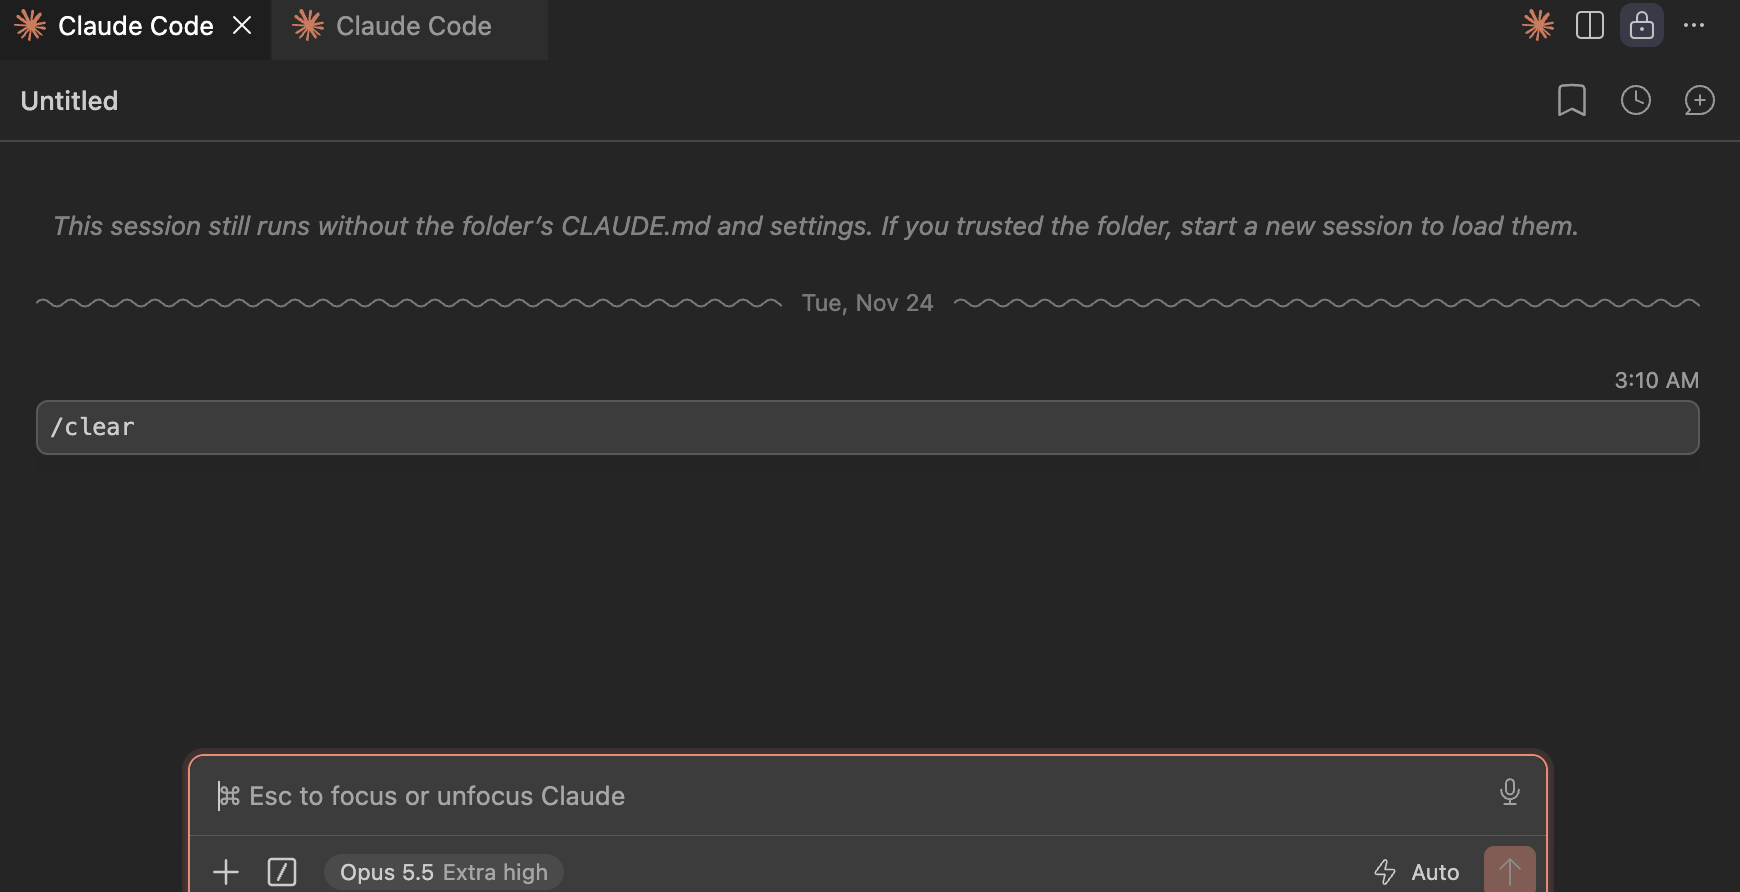 Claude Code
Claude Code
Untitled
This session still runs without the folder’s CLAUDE.md and settings. If you trusted the folder, start a new session to load them.
Tue, Nov 24
3:10 AM
/clear
⌘ Esc to focus or unfocus Claude
Opus 5.5 Extra high
Auto